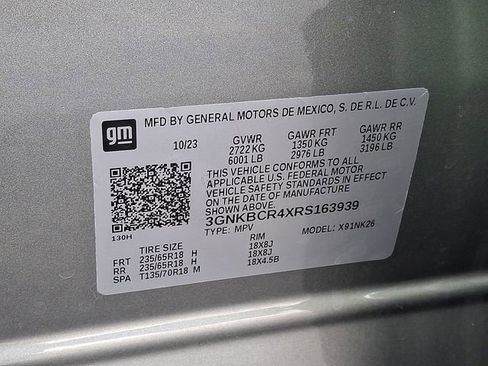 gm
MFD BY GENERAL MOTORS DE MEXICO, S. DE R.L. DE C.V.
10/23 GVWR GAWR FRT GAWR RR
2722 KG 1350 KG 1450 KG
6001 LB 2976 LB 3196 LB
THIS VEHICLE CONFORMS TO ALL
APPLICABLE U.S. FEDERAL MOTOR
VEHICLE SAFETY STANDARDS IN EFFECT
ON THE DATE OF MANUFACTURE
SHOWN ABOVE.
3GNKBCR4XRS163939
130H TYPE: MPV MODEL: X91NK26
TIRE SIZE RIM
FRT 235/65R18 H 18X8J
RR 235/65R18 H 18X8J
SPA T135/70R18 M 18X4.5B